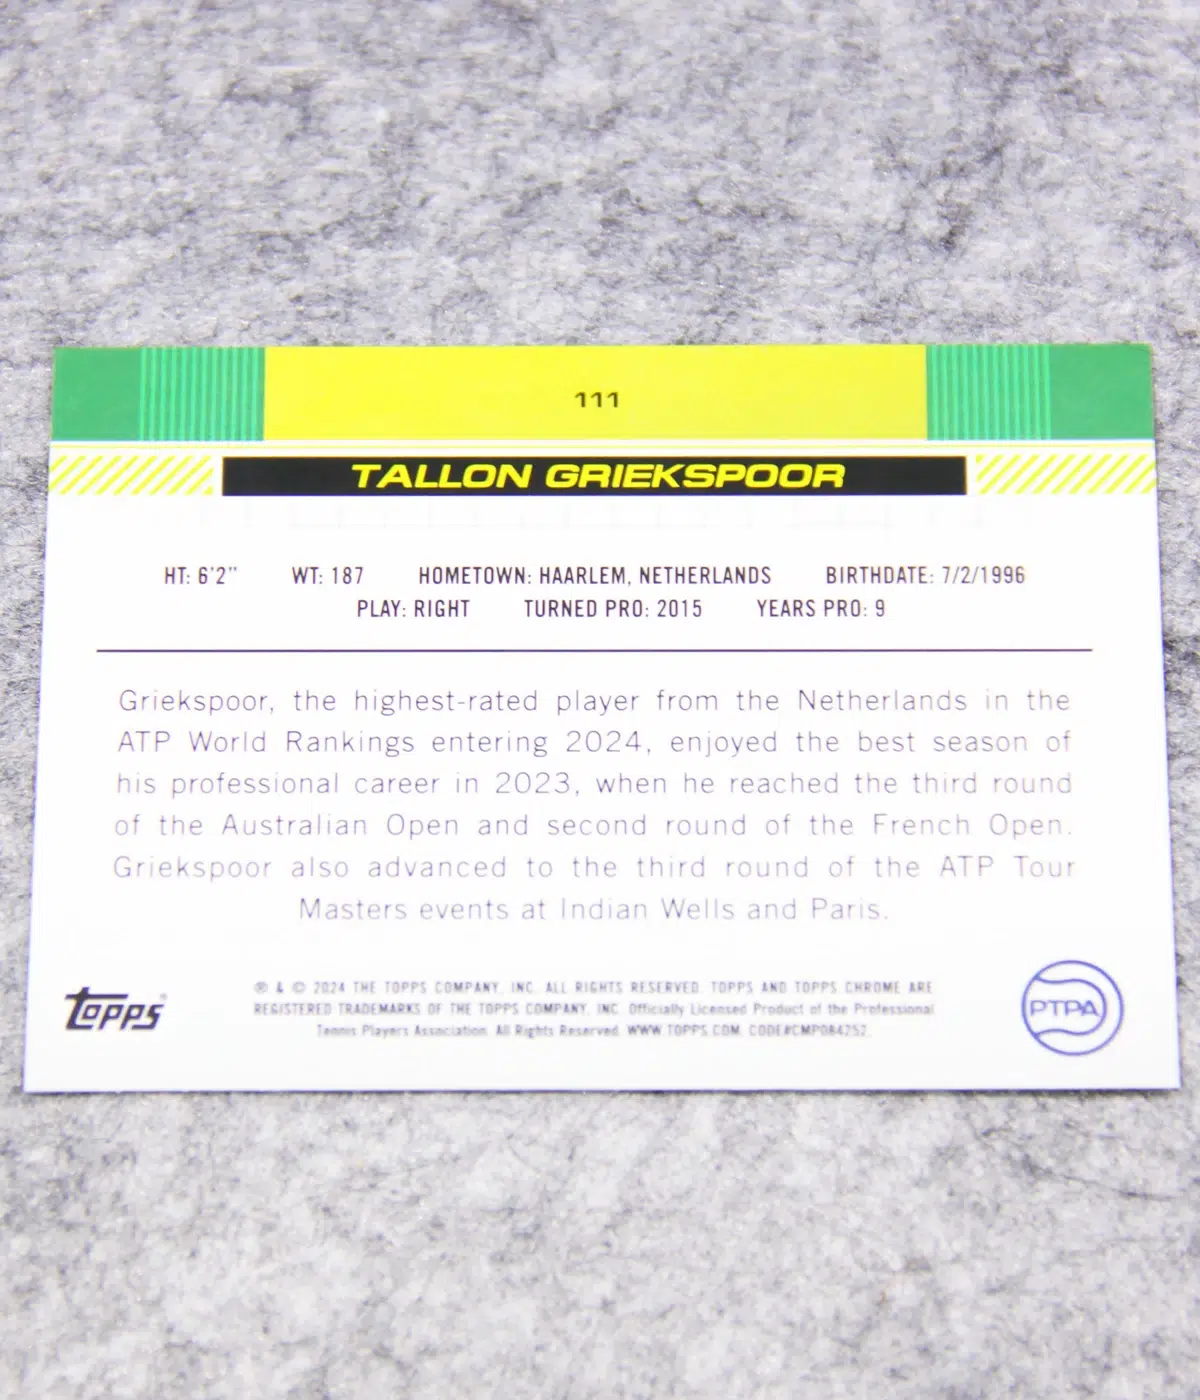 111
TALLON GRIEKSPOOR
HT: 6'2" WT: 187 HOMETOWN: HAARLEM, NETHERLANDS BIRTHDATE: 7/2/1996
PLAY: RIGHT TURNED PRO: 2015 YEARS PRO: 9
Griekspoor, the highest-rated player from the Netherlands in the
ATP World Rankings entering 2024, enjoyed the best season of
his professional career in 2023, when he reached the third round
of the Australian Open and second round of the French Open.
Griekspoor also advanced to the third round of the ATP Tour
Masters events at Indian Wells and Paris.
TOPPS
® & © 2024 THE TOPPS COMPANY, INC. ALL RIGHTS RESERVED. TOPPS AND TOPPS CHROME ARE
REGISTERED TRADEMARKS OF THE TOPPS COMPANY, INC. Officially Licensed Product of the Professional
Tennis Players Association. All Rights Reserved. WWW.TOPPS.COM. CODE#CMP084252.
PTPA